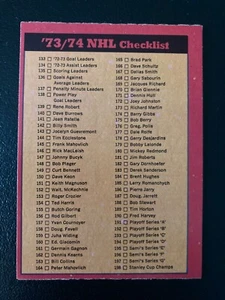 '73/74 NHL Checklist
133 '72-73 Goal Leaders
134 '72-73 Assist Leaders
135 Scoring Leaders
136 Goals Against
Average Leaders
137 Penalty Minute Leaders
138 Power Play
Goal Leaders
139 Rene Robert
140 Dave Burrows
141 Jean Ratelle
142 Billy Smith
143 Jocelyn Guevremont
144 Tim Ecclestone
145 Frank Mahovlich
146 Rick MacLeish
147 Johnny Bucyk
148 Bob Plager
149 Curt Bennett
150 Dave Keon
151 Keith Magnuson
152 Walt McKechnie
153 Roger Crozier
154 Ted Harris
155 Butch Goring
156 Rod Gilbert
157 Yvan Cournoyer
158 Doug Favell
159 Juha Widing
160 Ed. Giacomin
161 Germain Gagnon
162 Dennis Kearns
163 Bill Collins
164 Peter Mahovlich
165 Brad Park
166 Dave Schultz
167 Dallas Smith
168 Gary Sabourin
169 Jacques Richard
170 Brian Glennie
171 Dennis Hull
172 Joey Johnston
173 Richard Martin
174 Barry Gibbs
175 Bob Berry
176 Greg Polis
177 Dale Rolfe
178 Gary Desjardins
179 Bobby Lalonde
180 Mickey Redmond
181 Jim Roberts
182 Gary Dornhoefer
183 Derek Sanderson
184 Brent Hughes
185 Larry Romanchych
186 Pierre Jarry
187 Doug Jarrett
188 Bob Stewart
189 Tim Horton
190 Fred Harvey
191 Playoff Series 'A'
192 Playoff Series 'B'
193 Playoff Series 'C'
194 Playoff Series 'D'
195 Semi's Series 'E'
196 Semi's Series 'F'
197 Semi's Series 'G'
198 Stanley Cup Champs